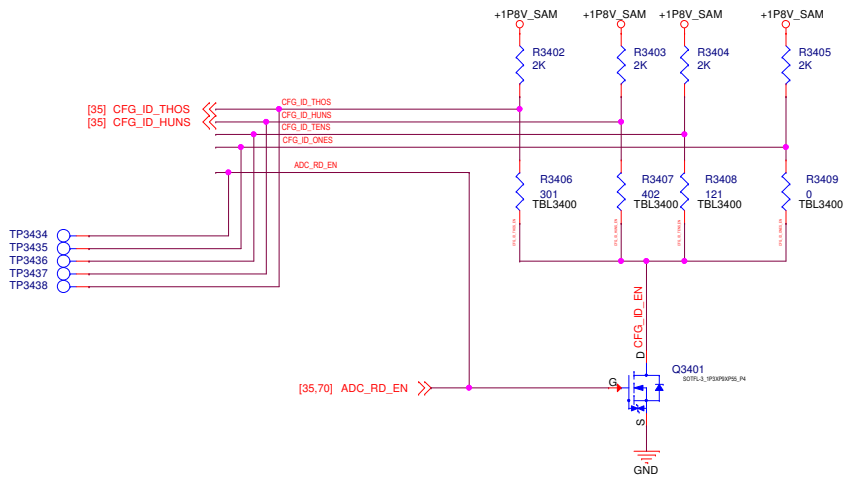 +1P8V_SAM +1P8V_SAM +1P8V_SAM +1P8V_SAM
R3402 R3403 R3404 R3405
2K 2K 2K 2K
[35] CFG_ID_THOS CFG_ID_THOS
[35] CFG_ID_HUNS CFG_ID_HUNS
CFG_ID_TENS
CFG_ID_ONES
ADC_RD_EN
R3406 R3407 R3408 R3409
301 402 121 0
TBL3400 TBL3400 TBL3400 TBL3400
TP3434
TP3435
TP3436
TP3437
TP3438
CFG_ID_EN
D
Q3401
SOTFL-3_1P3XP9XP55_P4
[35,70] ADC_RD_EN G
S
GND